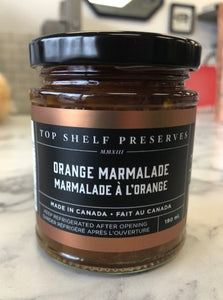 TOP SHELF PRESERVES
MMXIII
ORANGE MARMALADE
MARMALADE À L'ORANGE
MADE IN CANADA • FAIT AU CANADA
KEEP REFRIGERATED AFTER OPENING
GARDER RÉFRIGÉRÉ APRÈS L'OUVERTURE
190 mL